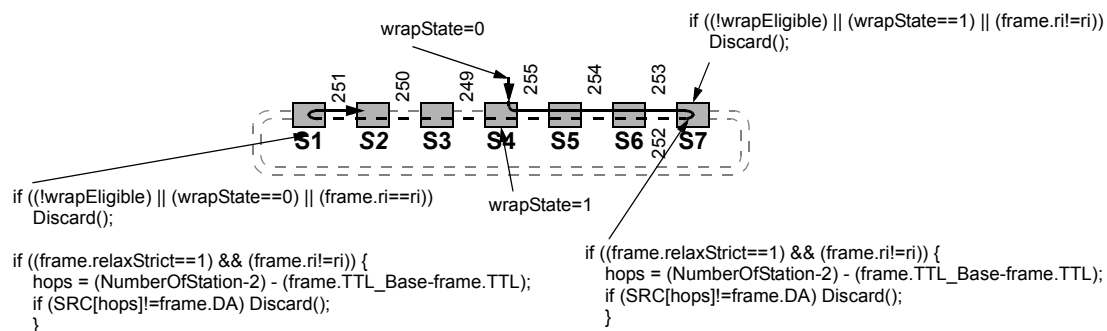 if ((!wrapEligible) || (wrapState==1) || (frame.ri!=ri))
Discard();
wrapState=0
251
250
249
255
254
253
252
S1
S2
S3
S4
S5
S6
S7
if ((!wrapEligible) || (wrapState==0) || (frame.ri==ri))
Discard();
wrapState=1
if ((frame.relaxStrict==1) && (frame.ri!=ri)) {
hops = (NumberOfStation-2) - (frame.TTL_Base-frame.TTL);
if (SRC[hops]!=frame.DA) Discard();
}
if ((frame.relaxStrict==1) && (frame.ri!=ri)) {
hops = (NumberOfStation-2) - (frame.TTL_Base-frame.TTL);
if (SRC[hops]!=frame.DA) Discard();
}